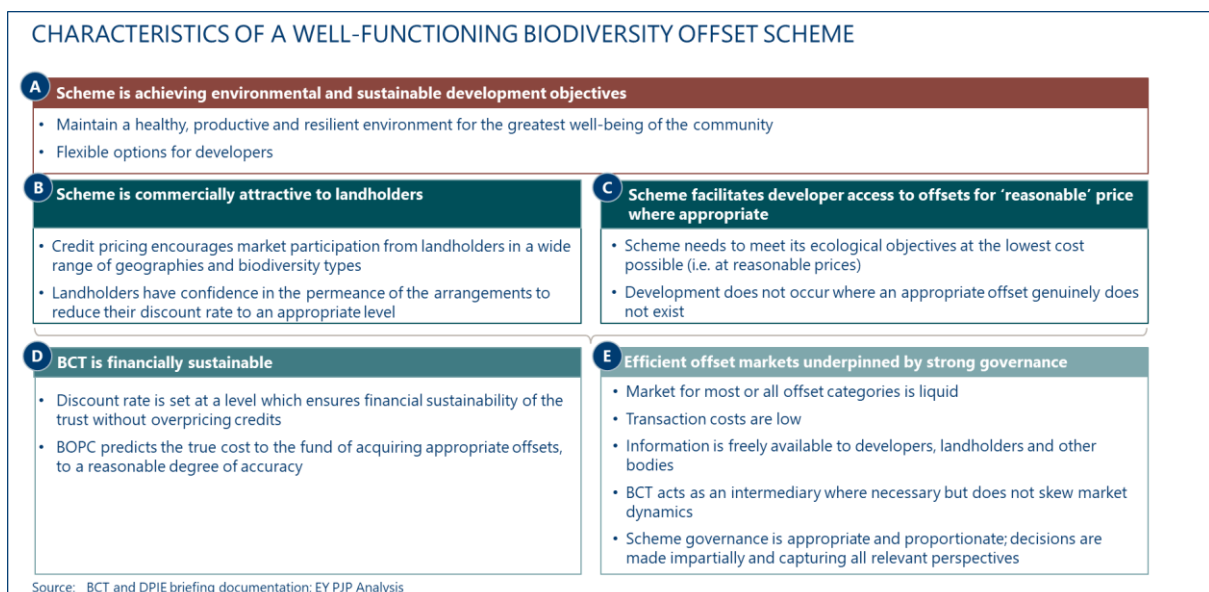 CHARACTERISTICS OF A WELL-FUNCTIONING BIODIVERSITY OFFSET SCHEME
A
Scheme is achieving environmental and sustainable development objectives
• Maintain a healthy, productive and resilient environment for the greatest well-being of the community
• Flexible options for developers
B
Scheme is commercially attractive to landholders
• Credit pricing encourages market participation from landholders in a wide
range of geographies and biodiversity types
• Landholders have confidence in the permeance of the arrangements to
reduce their discount rate to an appropriate level
C
Scheme facilitates developer access to offsets for ‘reasonable’ price
where appropriate
• Scheme needs to meet its ecological objectives at the lowest cost
possible (i.e. at reasonable prices)
• Development does not occur where an appropriate offset genuinely does
not exist
D
BCT is financially sustainable
• Discount rate is set at a level which ensures financial sustainability of the
trust without overpricing credits
• BOPC predicts the true cost to the fund of acquiring appropriate offsets,
to a reasonable degree of accuracy
E
Efficient offset markets underpinned by strong governance
• Market for most or all offset categories is liquid
• Transaction costs are low
• Information is freely available to developers, landholders and other
bodies
• BCT acts as an intermediary where necessary but does not skew market
dynamics
• Scheme governance is appropriate and proportionate; decisions are
made impartially and capturing all relevant perspectives
Source: BCT and DPIE briefing documentation; EY PJP Analysis